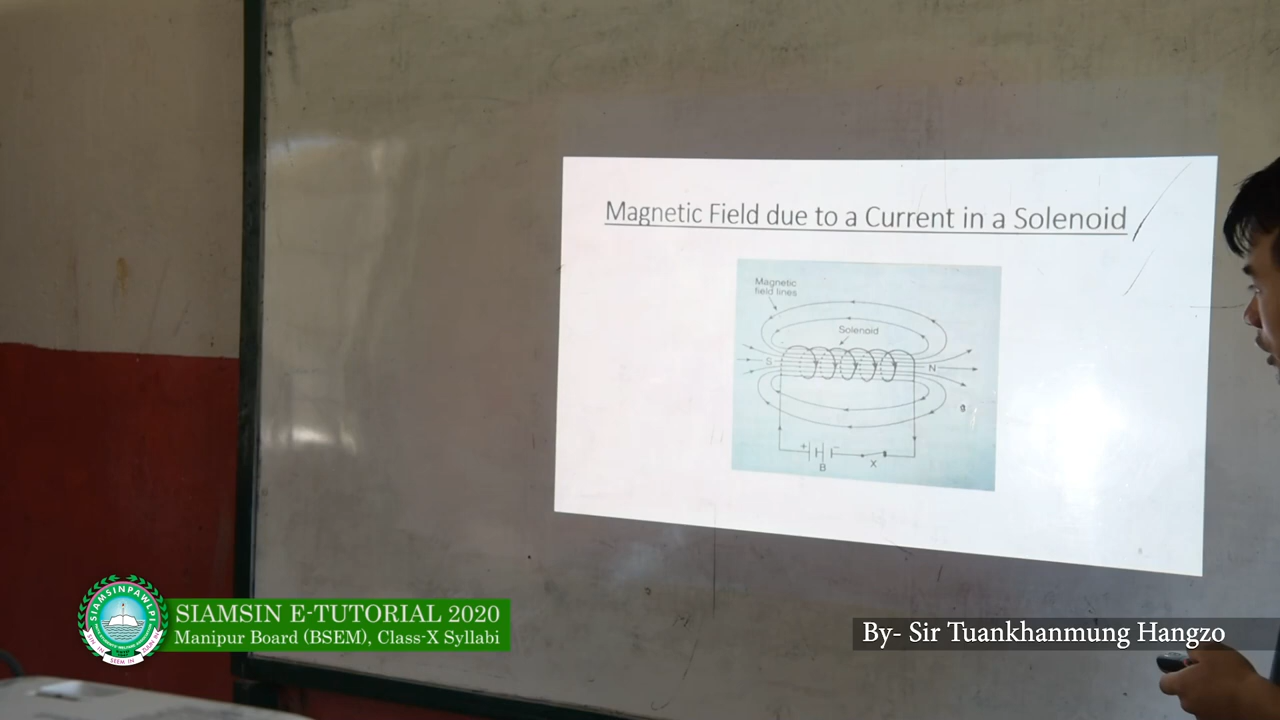 Magnetic Field due to a Current in a Solenoid
Magnetic
field lines
Solenoid
S
N
+
B
X
SIAMSINPAWLPI
SIAMSIN E-TUTORIAL 2020
Manipur Board (BSEM), Class-X Syllabi
By- Sir Tuankhanmung Hangzo